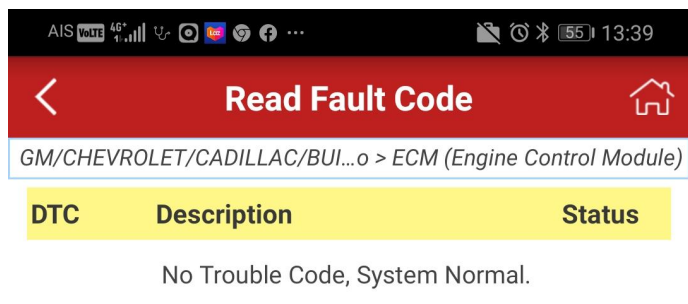 AIS VoLTE 4G+ 55 13:39
Read Fault Code
GM/CHEVROLET/CADILLAC/BUI...o > ECM (Engine Control Module)
DTC Description Status
No Trouble Code, System Normal.